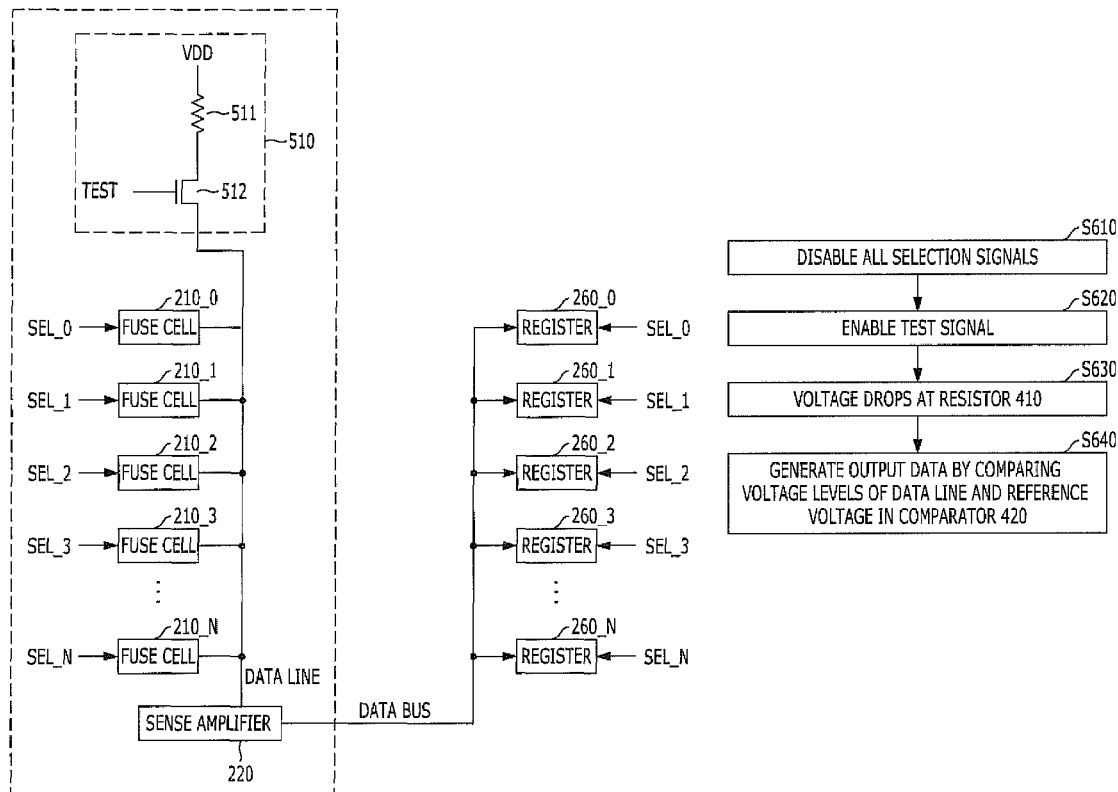 VDD
511
510
TEST
512
210_0
SEL_0
FUSE CELL
210_1
SEL_1
FUSE CELL
210_2
SEL_2
FUSE CELL
210_3
SEL_3
FUSE CELL
210_N
SEL_N
FUSE CELL
DATA LINE
SENSE AMPLIFIER
220
DATA BUS
260_0
REGISTER
SEL_0
260_1
REGISTER
SEL_1
260_2
REGISTER
SEL_2
260_3
REGISTER
SEL_3
260_N
REGISTER
SEL_N
S610
DISABLE ALL SELECTION SIGNALS
S620
ENABLE TEST SIGNAL
S630
VOLTAGE DROPS AT RESISTOR 410
S640
GENERATE OUTPUT DATA BY COMPARING
VOLTAGE LEVELS OF DATA LINE AND REFERENCE
VOLTAGE IN COMPARATOR 420